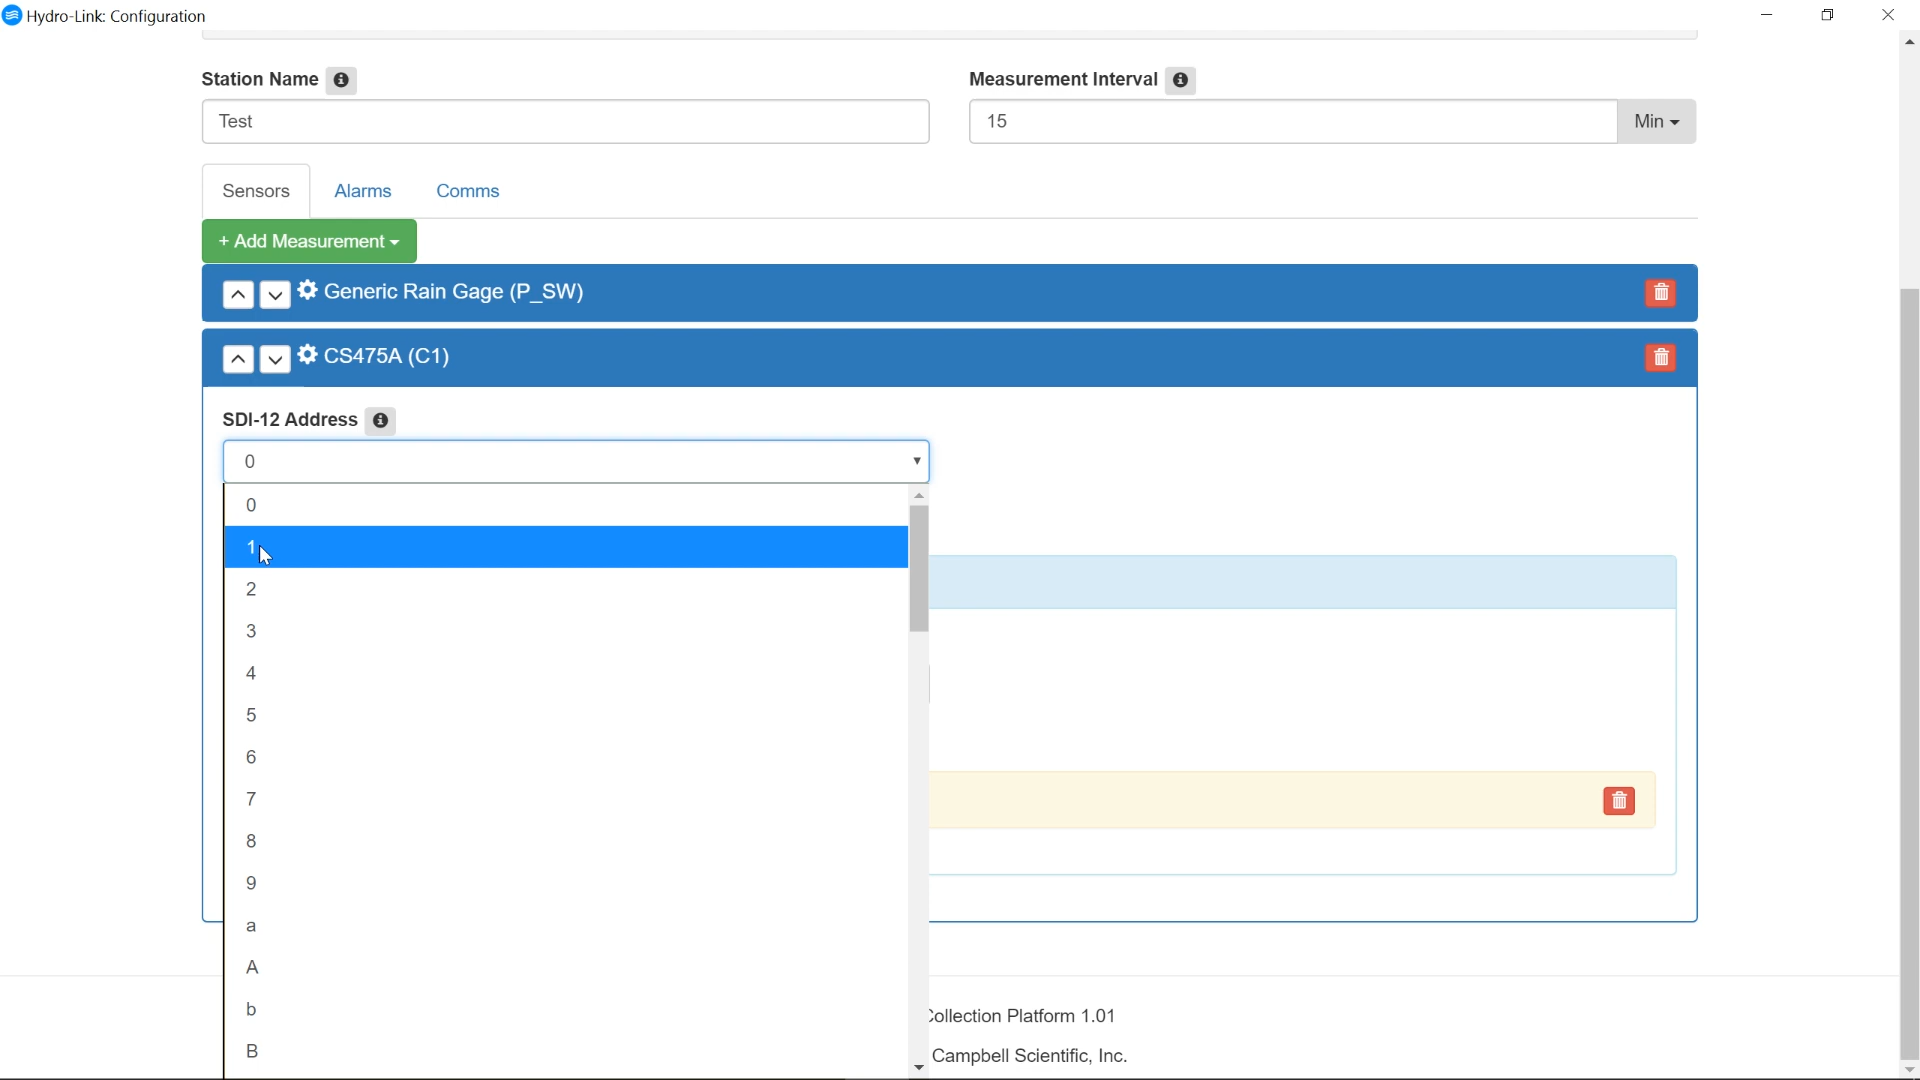 Hydro-Link: Configuration
Station Name
Measurement Interval
Test
15
Min
Sensors
Alarms
Comms
+ Add Measurement
Generic Rain Gage (P_SW)
CS475A (C1)
SDI-12 Address
0
0
1
2
3
4
5
6
7
8
9
a
A
b
B
Collection Platform 1.01
Campbell Scientific, Inc.